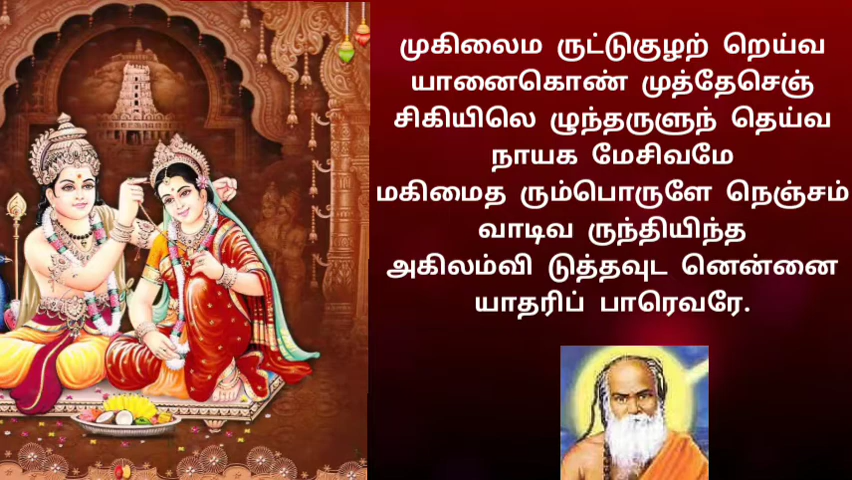 முகிலைம ருட்டுகுழற் றெய்வ
யானைகொண் முத்தேசெஞ்
சிகியிலெ ழுந்தருளுந் தெய்வ
நாயக மேசிவமே
மகிமைத ரும்பொருளே நெஞ்சம்
வாடிவ ருந்தியிந்த
அகிலம்வி டுத்தவுட னென்னை
யாதரிப் பாரெவரே.